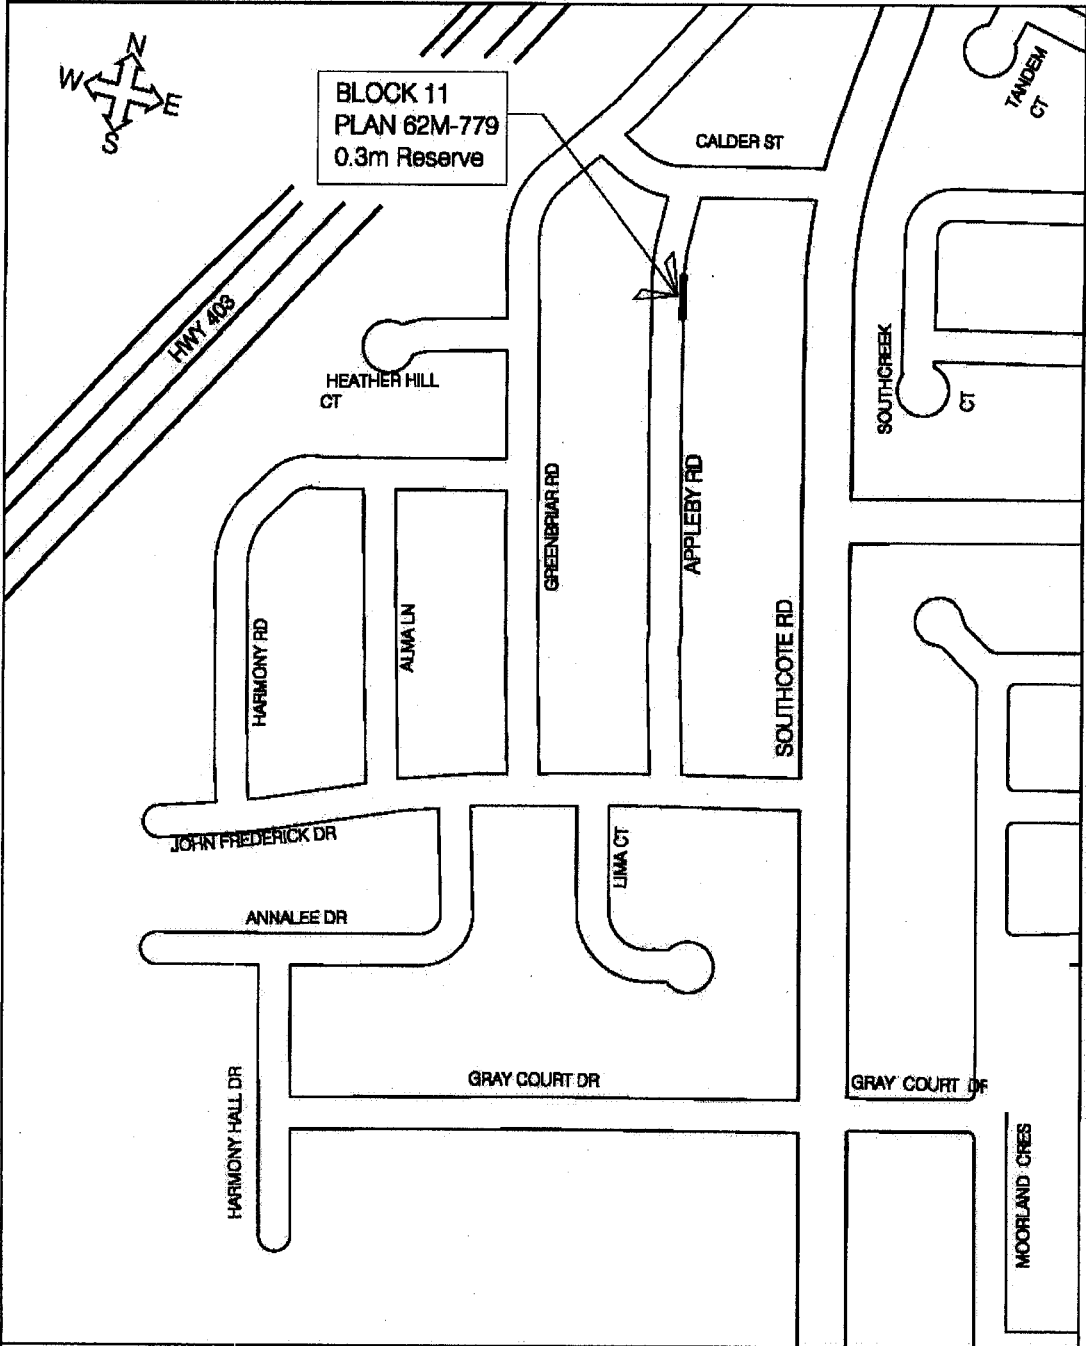 N
W
E
S
BLOCK 11
PLAN 62M-779
0.3m Reserve
CALDER ST
TANDEM
CT
HWY 403
HEATHER HILL
CT
SOUTHCREEK
CT
GREENBRIAR RD
APPLEBY RD
HARMONY RD
ALMA LN
SOUTHCOTE RD
JOHN FREDERICK DR
LIMA CT
ANNALEE DR
GRAY COURT DR
GRAY COURT DR
HARMONY HALL DR
MOORLAND CRES